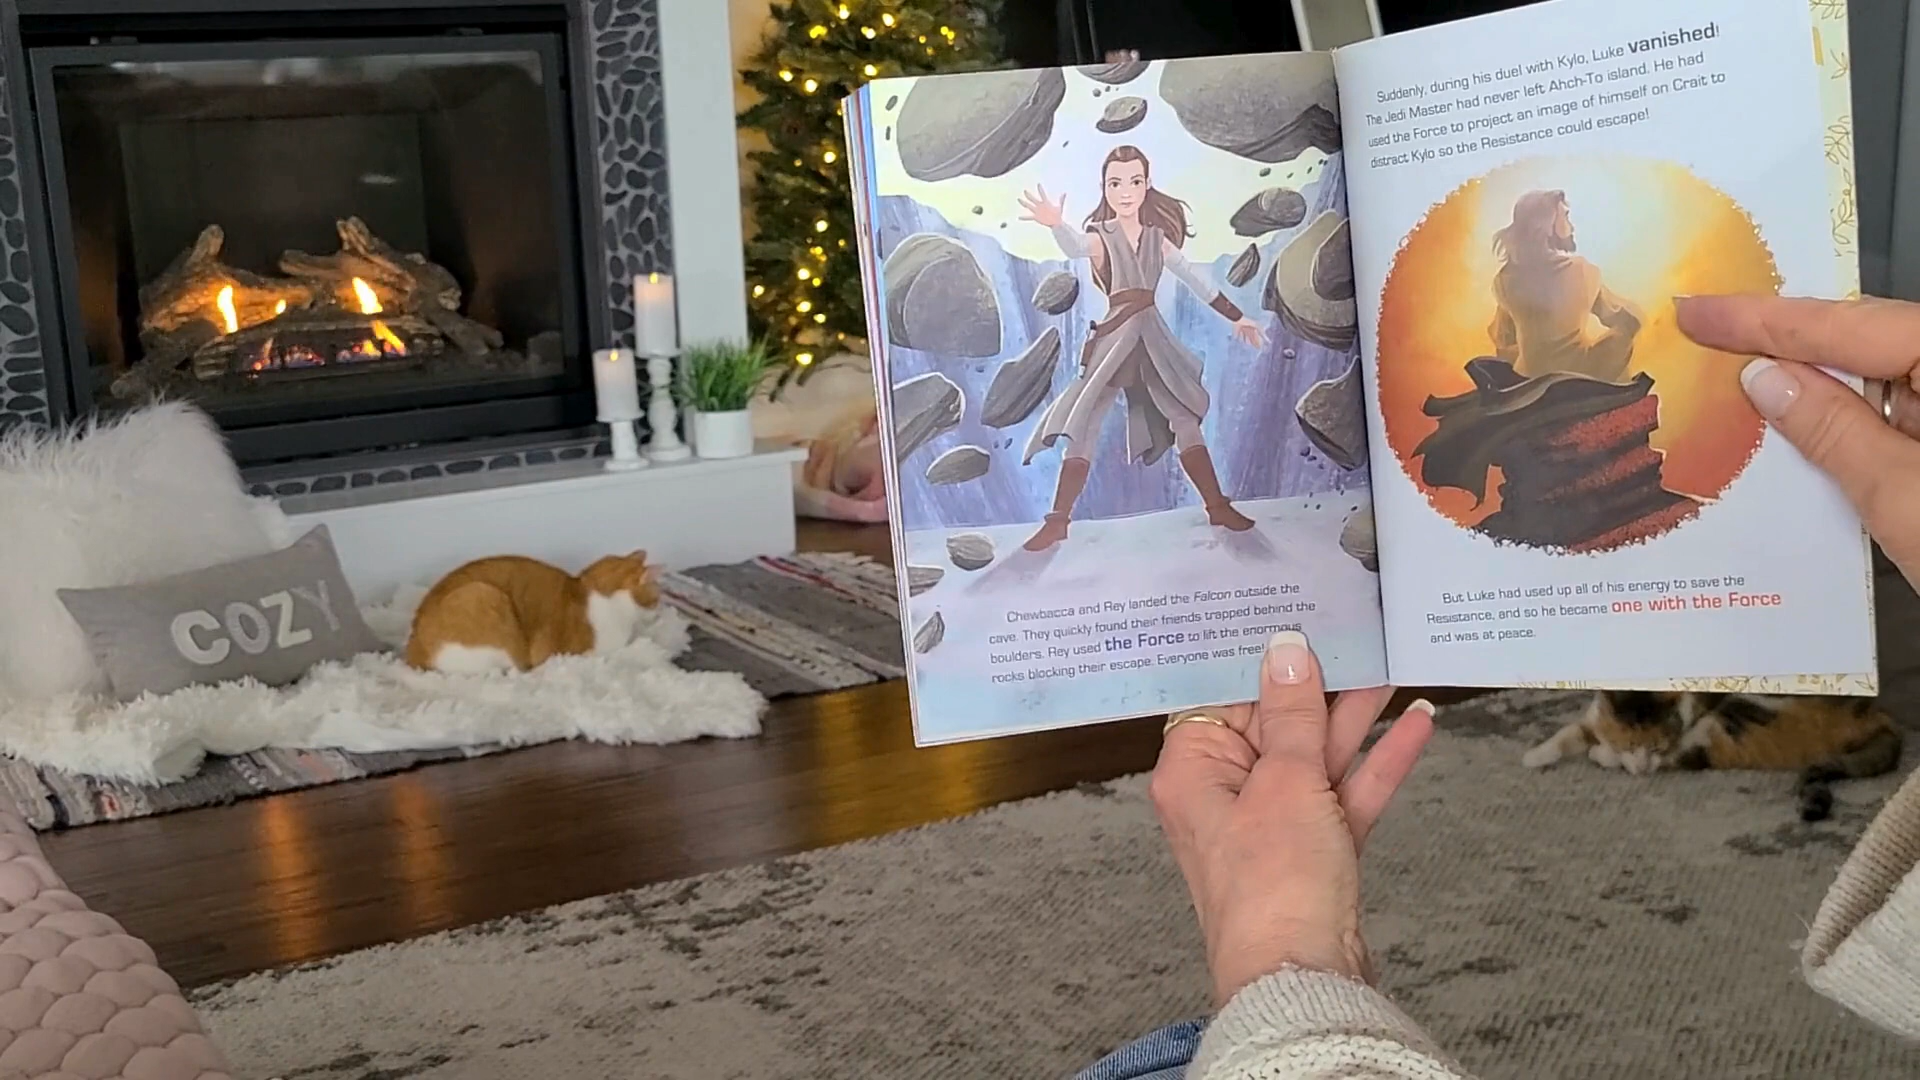 COZY
Chewbacca and Rey landed the Falcon outside the
cave. They quickly found their friends trapped behind the
boulders. Rey used the Force to lift the enormous
rocks blocking their escape. Everyone was free!
Suddenly, during his duel with Kylo, Luke vanished!
The Jedi Master had never left Ahch-To island. He had
used the Force to project an image of himself on Crait to
distract Kylo so the Resistance could escape!
But Luke had used up all of his energy to save the
Resistance, and so he became one with the Force
and was at peace.